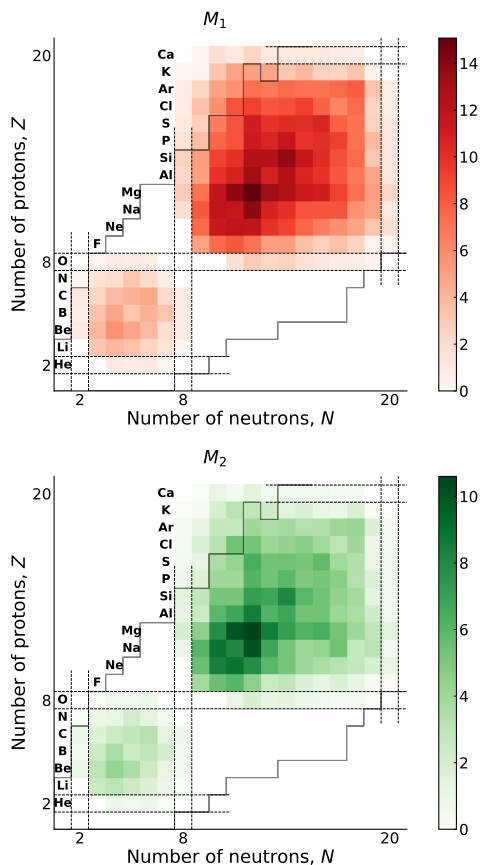 M1
20
Number of protons, Z
8
2
Ca
K
Ar
Cl
S
P
Si
Al
Mg
Na
Ne
F
O
N
C
B
Be
Li
He
2
8
20
Number of neutrons, N
14
12
10
8
6
4
2
0
M2
20
Number of protons, Z
8
2
Ca
K
Ar
Cl
S
P
Si
Al
Mg
Na
Ne
F
O
N
C
B
Be
Li
He
2
8
20
Number of neutrons, N
10
8
6
4
2
0